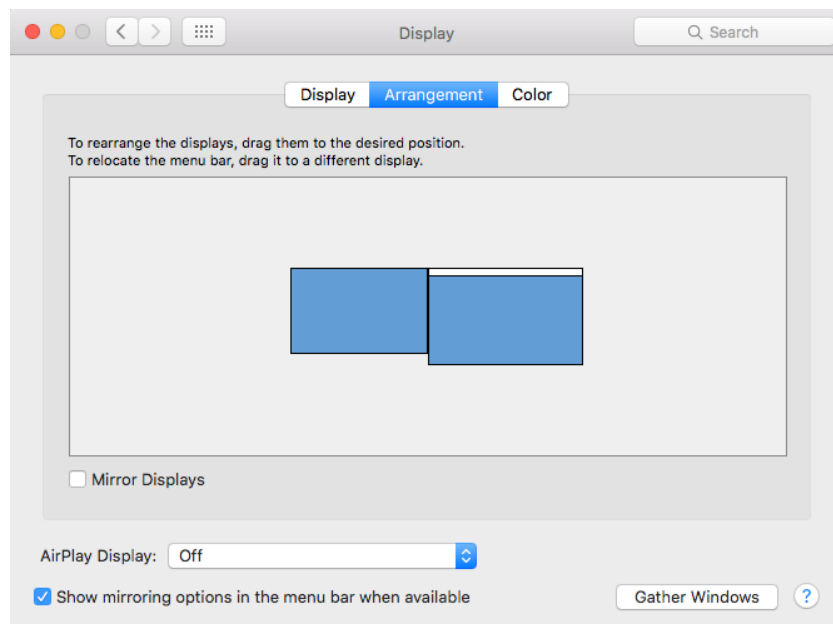 Display
Search
Display Arrangement Color
To rearrange the displays, drag them to the desired position.
To relocate the menu bar, drag it to a different display.
Mirror Displays
AirPlay Display: Off
Show mirroring options in the menu bar when available
Gather Windows
?